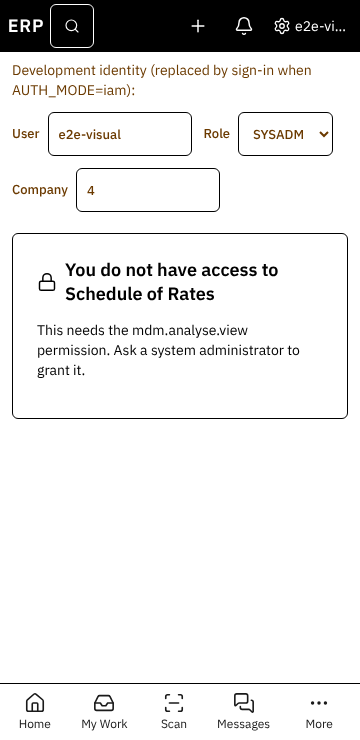 ERP
e2e-vi...
Development identity (replaced by sign-in when
AUTH_MODE=iam):
User e2e-visual Role SYSADM
Company 4
You do not have access to
Schedule of Rates
This needs the mdm.analyse.view
permission. Ask a system administrator to
grant it.
Home My Work Scan Messages More